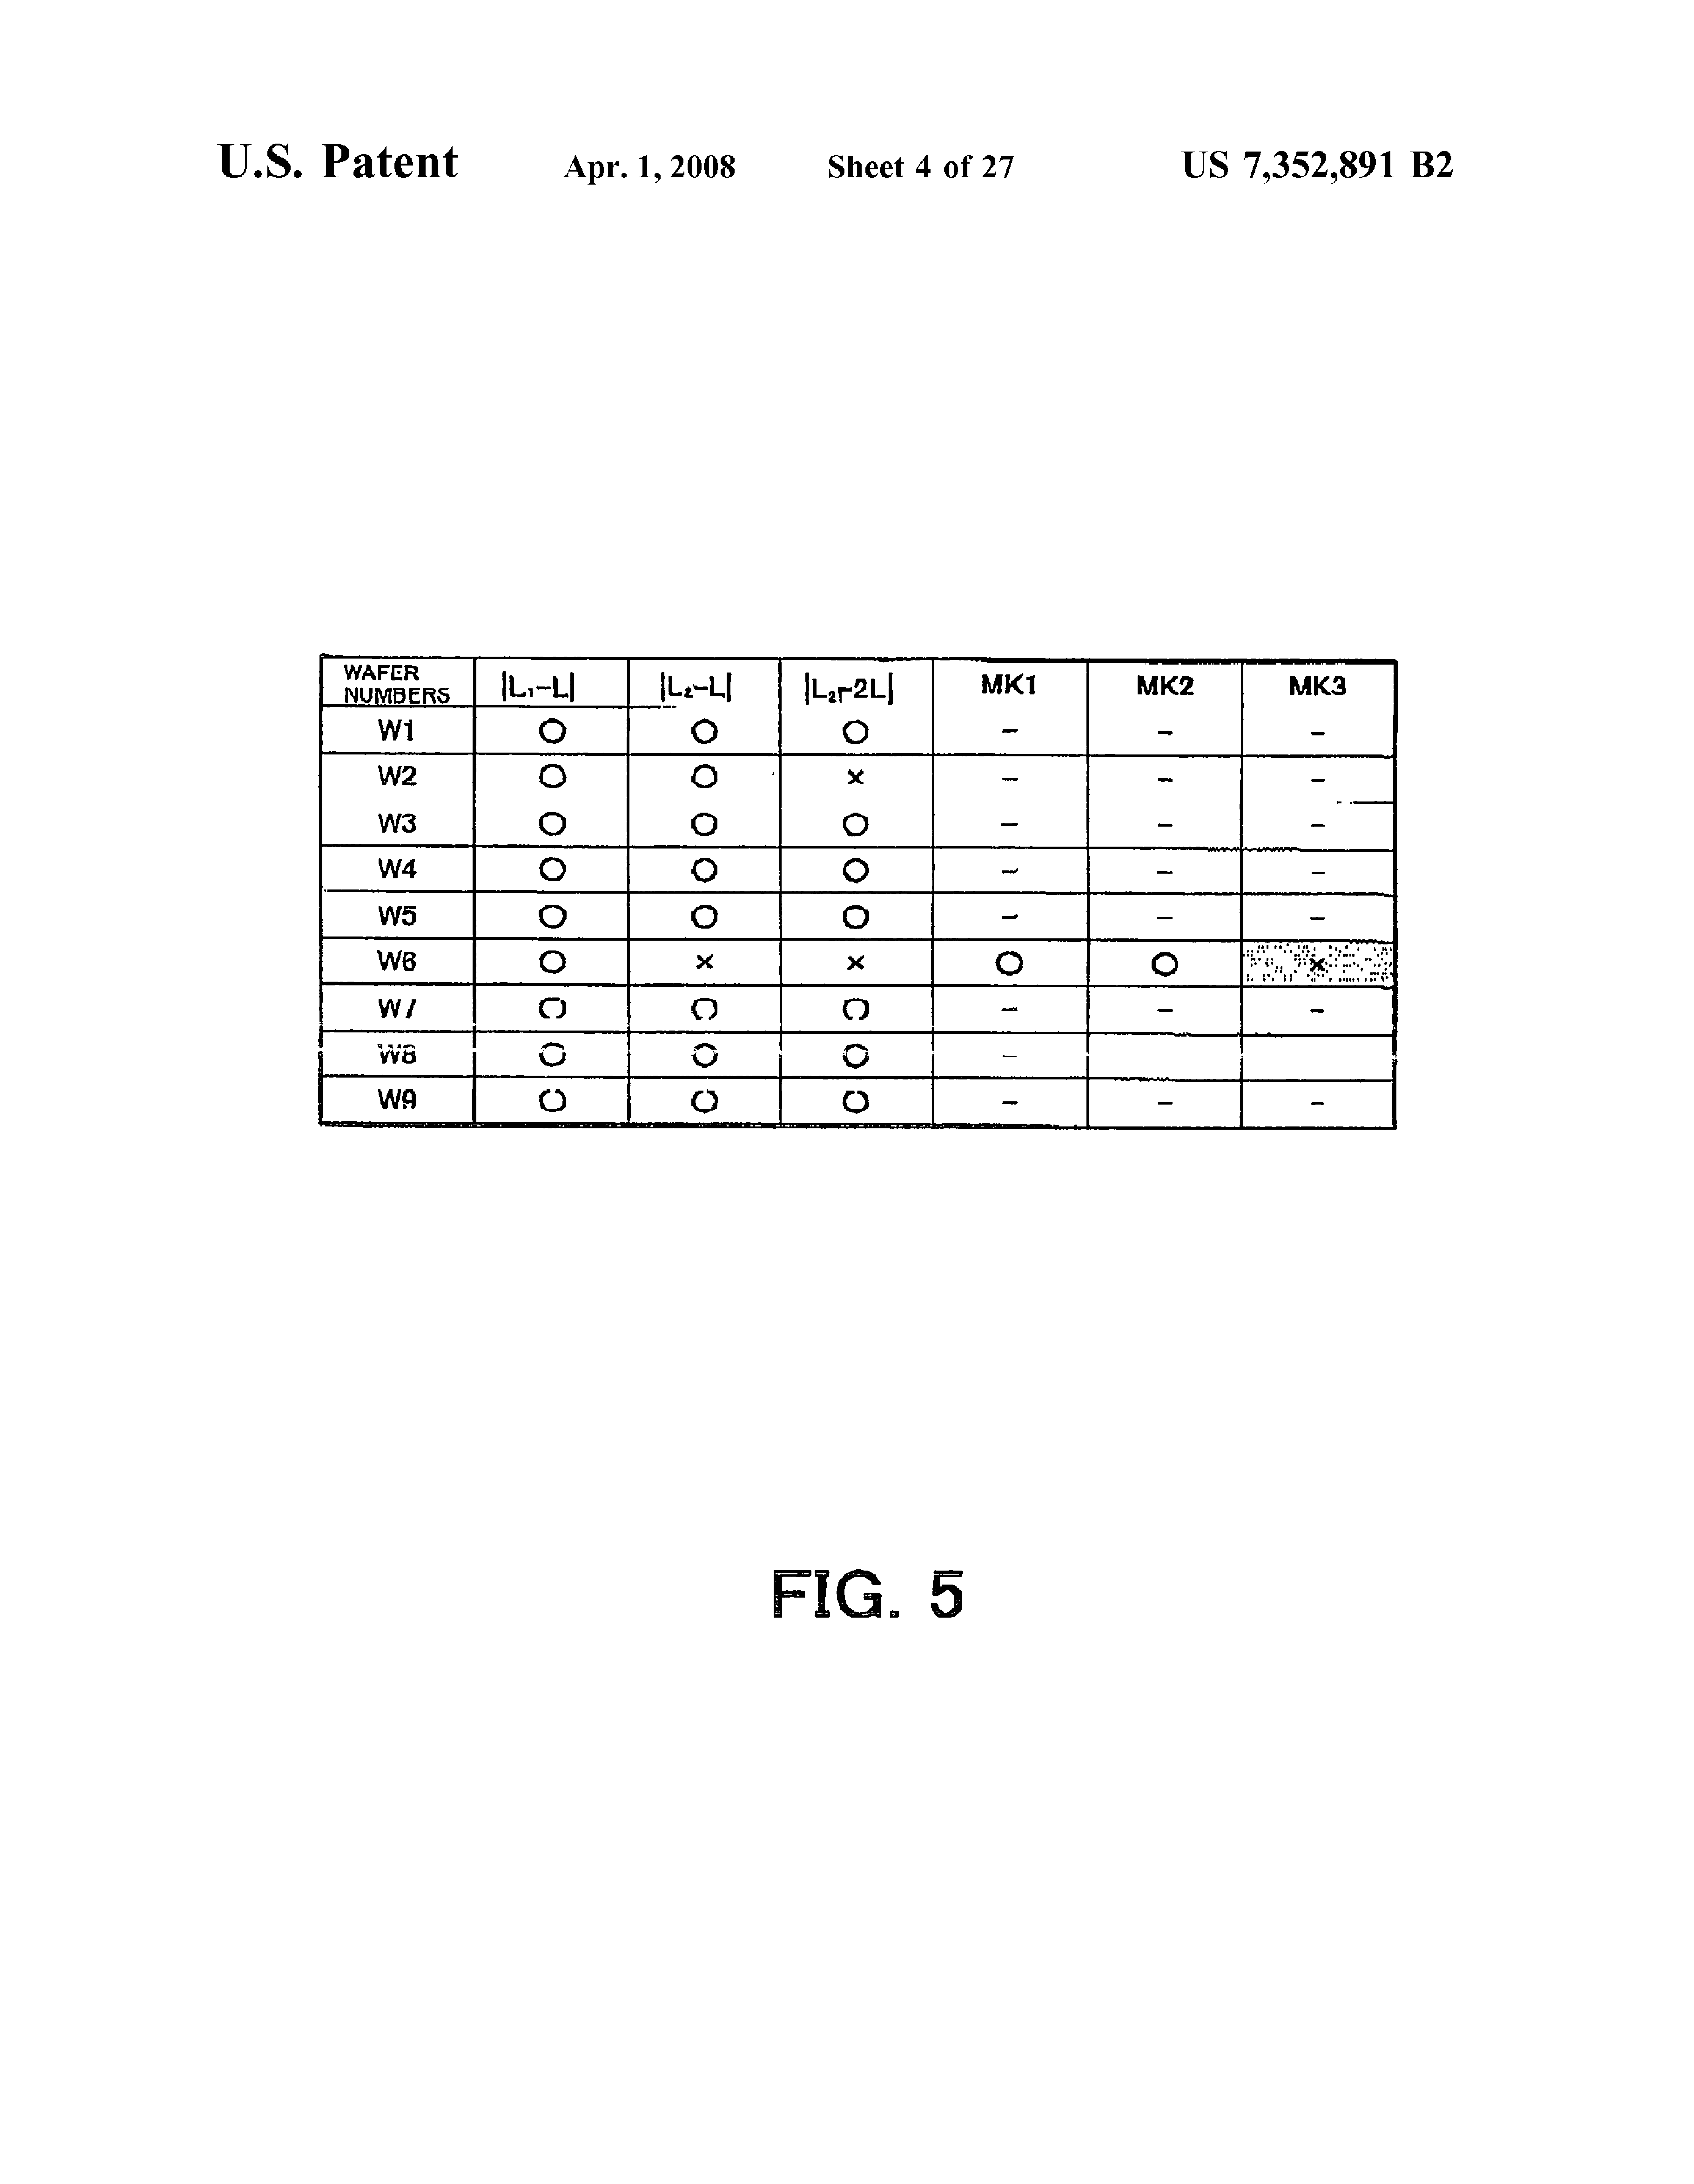 U.S. Patent Apr. 1, 2008 Sheet 4 of 27 US 7,352,891 B2
WAFER NUMBERS |L₁-L| |L₂-L| |L₂₁-2L| MK1 MK2 MK3
W1 ○ ○ ○ - - -
W2 ○ ○ × - - -
W3 ○ ○ ○ - - -
W4 ○ ○ ○ - - -
W5 ○ ○ ○ - - -
W6 ○ × × ○ ○ ×
W7 ○ ○ ○ - - -
W8 ○ ○ ○ -
W9 ○ ○ ○ - - -
FIG. 5